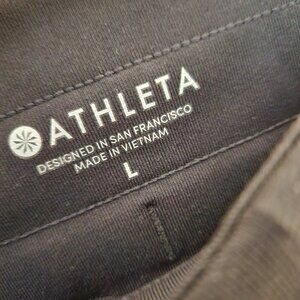 ATHLETA
DESIGNED IN SAN FRANCISCO
MADE IN VIETNAM
L